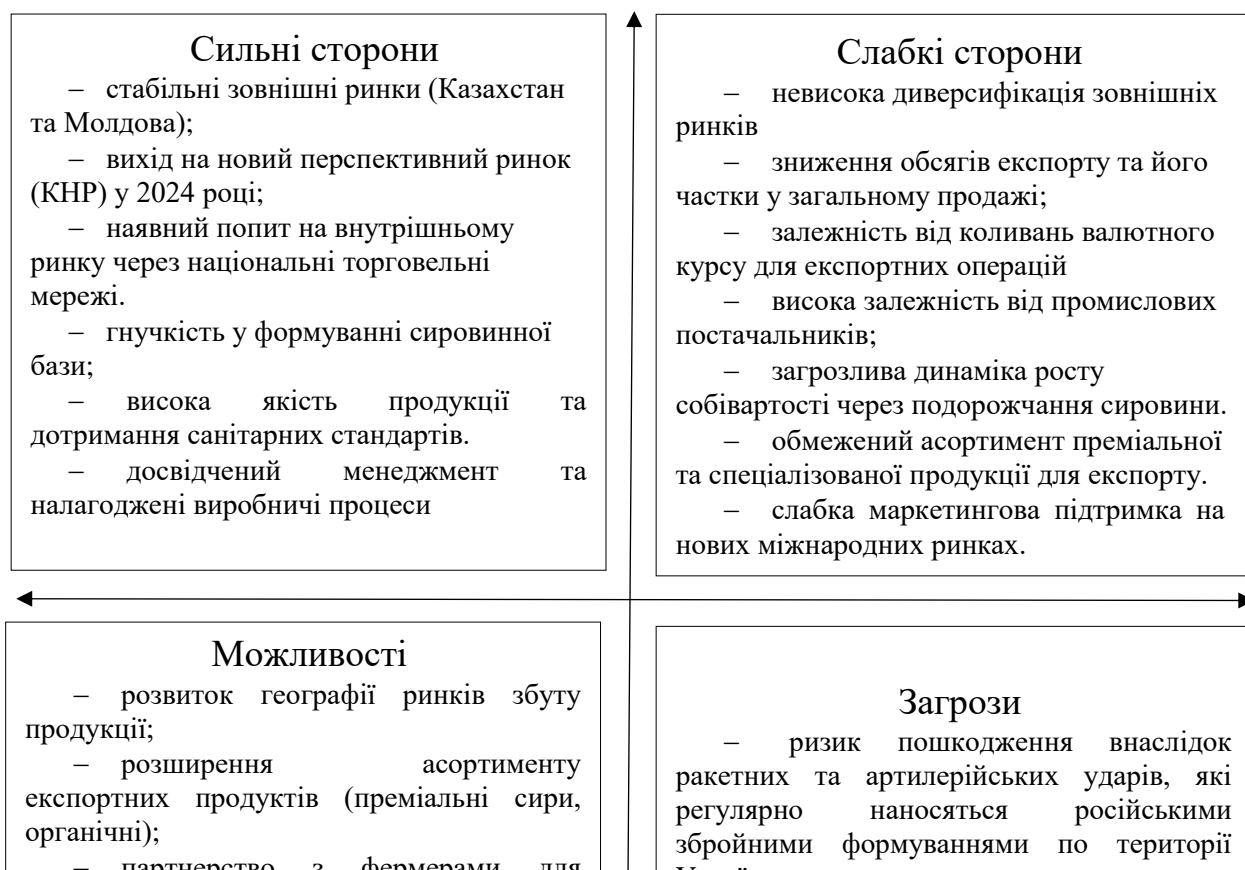 Сильні сторони
– стабільні зовнішні ринки (Казахстан
та Молдова);
– вихід на новий перспективний ринок
(КНР) у 2024 році;
– наявний попит на внутрішньому
ринку через національні торговельні
мережі.
– гнучкість у формуванні сировинної
бази;
– висока якість продукції та
дотримання санітарних стандартів.
– досвідчений менеджмент та
налагоджені виробничі процеси
Слабкі сторони
– невисока диверсифікація зовнішніх
ринків
– зниження обсягів експорту та його
частки у загальному продажі;
– залежність від коливань валютного
курсу для експортних операцій
– висока залежність від промислових
постачальників;
– загрозлива динаміка росту
собівартості через подорожчання сировини.
– обмежений асортимент преміальної
та спеціалізованої продукції для експорту.
– слабка маркетингова підтримка на
нових міжнародних ринках.
Можливості
– розвиток географії ринків збуту
продукції;
– розширення асортименту
експортних продуктів (преміальні сири,
органічні);
– партнерство з фермерами для
Загрози
– ризик пошкодження внаслідок
ракетних та артилерійських ударів, які
регулярно наносяться російськими
збройними формуваннями по території